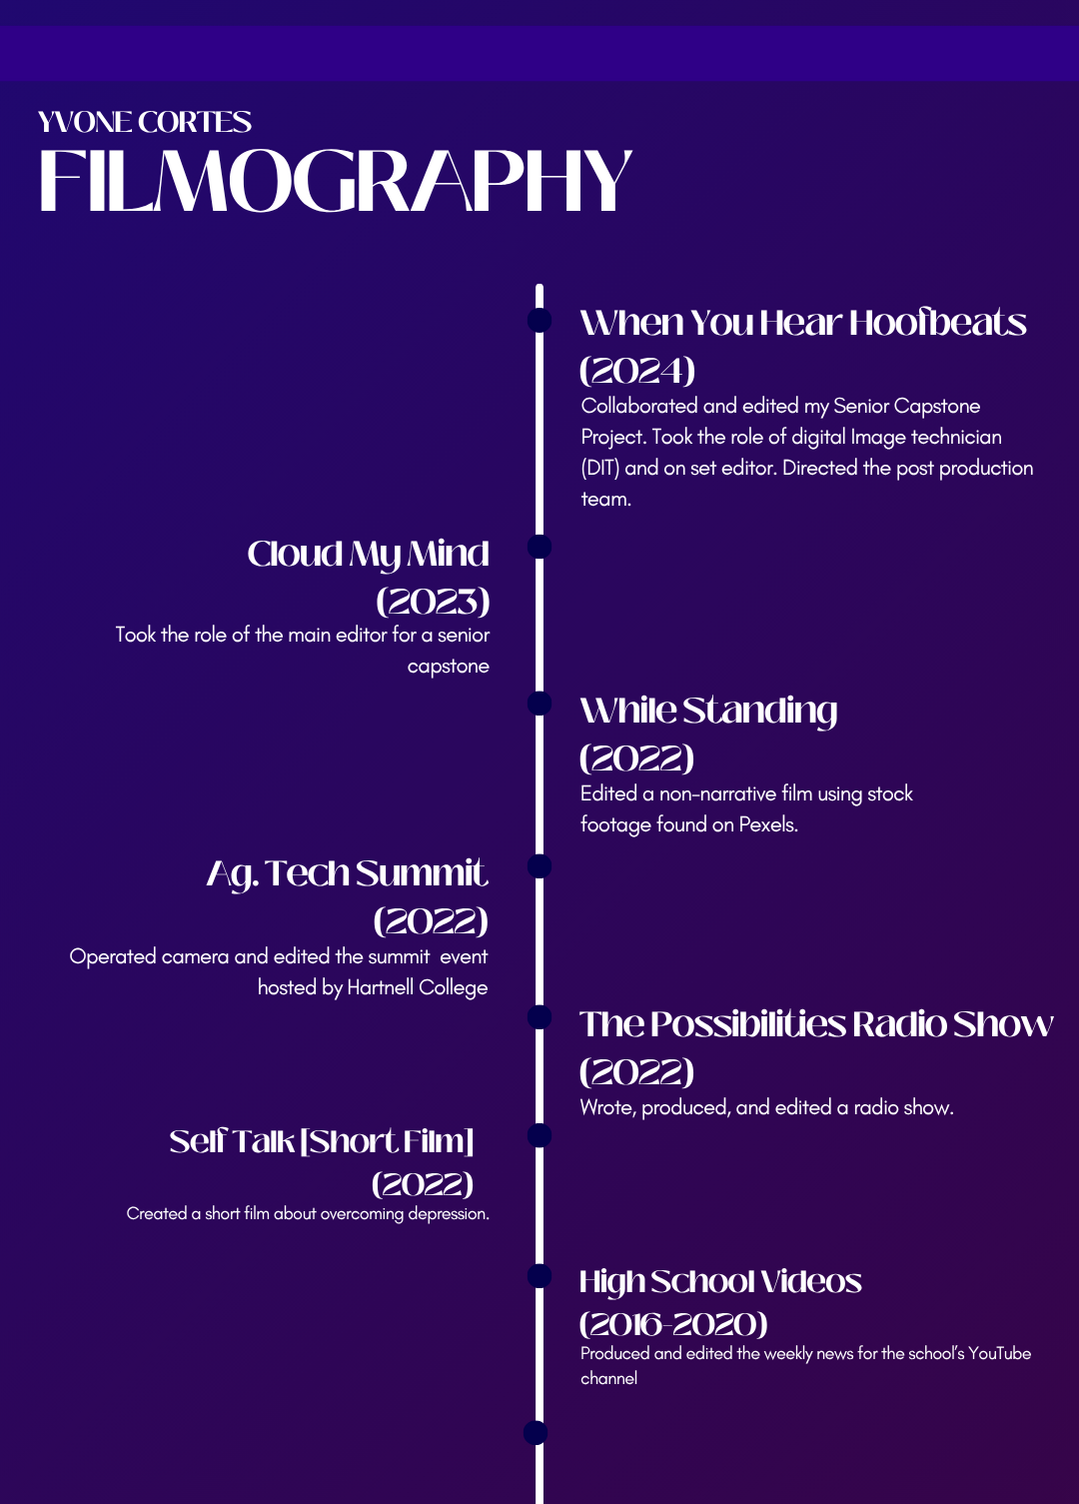 YVONE CORTES
FILMOGRAPHY
When You Hear Hoofbeats
(2024)
Collaborated and edited my Senior Capstone
Project. Took the role of digital Image technician
(DIT) and on set editor. Directed the post production
team.
Cloud My Mind
(2023)
Took the role of the main editor for a senior
capstone
While Standing
(2022)
Edited a non-narrative film using stock
footage found on Pexels.
Ag. Tech Summit
(2022)
Operated camera and edited the summit  event
hosted by Hartnell College
The Possibilities Radio Show
(2022)
Wrote, produced, and edited a radio show.
Self Talk [Short Film]
(2022)
Created a short film about overcoming depression.
High School Videos
(2016-2020)
Produced and edited the weekly news for the school's YouTube
channel